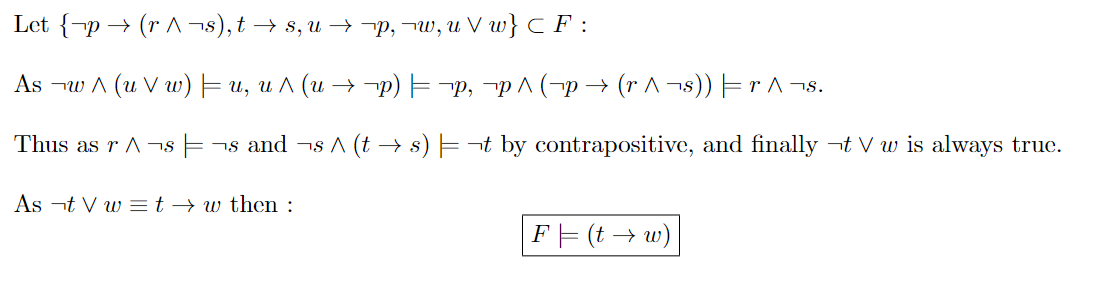 Let {¬p → (r ∧ ¬s), t → s, u → ¬p, ¬w, u ∨ w} ⊂ F :
As ¬w ∧ (u ∨ w) ⊨ u, u ∧ (u → ¬p) ⊨ ¬p, ¬p ∧ (¬p → (r ∧ ¬s)) ⊨ r ∧ ¬s.
Thus as r ∧ ¬s ⊨ ¬s and ¬s ∧ (t → s) ⊨ ¬t by contrapositive, and finally ¬t ∨ w is always true.
As ¬t ∨ w ≡ t → w then :
F ⊨ (t → w)